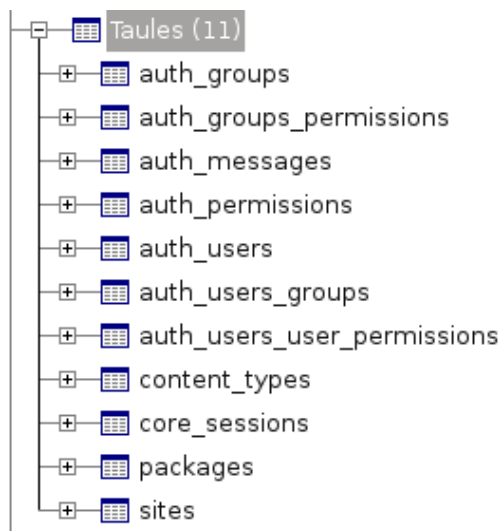 Taules (11)
auth_groups
auth_groups_permissions
auth_messages
auth_permissions
auth_users
auth_users_groups
auth_users_user_permissions
content_types
core_sessions
packages
sites